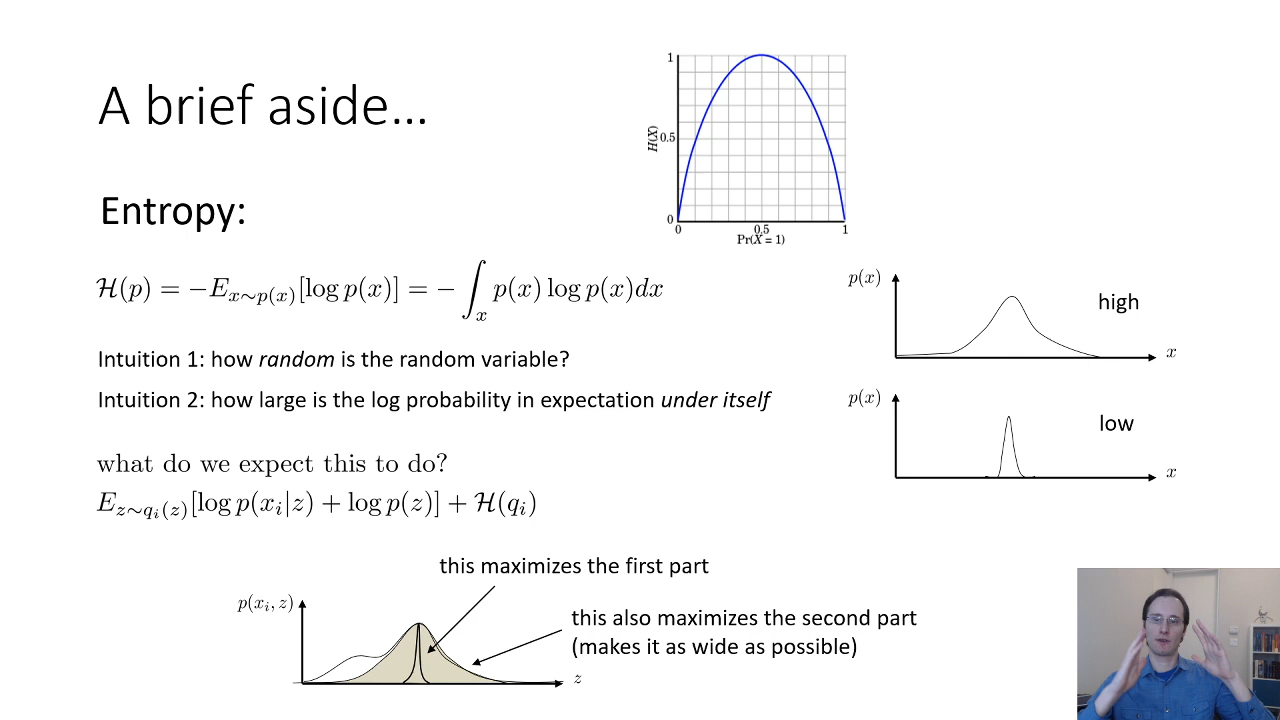 A brief aside...
1
H(X)
0.5
0
0 0.5 1
Pr(X = 1)
Entropy:
ℋ(p) = −E_{x∼p(x)}[log p(x)] = −∫_x p(x) log p(x)dx
p(x)
high
x
Intuition 1: how random is the random variable?
Intuition 2: how large is the log probability in expectation under itself
p(x)
low
x
what do we expect this to do?
E_{z∼q_i(z)}[log p(x_i|z) + log p(z)] + ℋ(q_i)
this maximizes the first part
p(x_i, z)
this also maximizes the second part
(makes it as wide as possible)
z